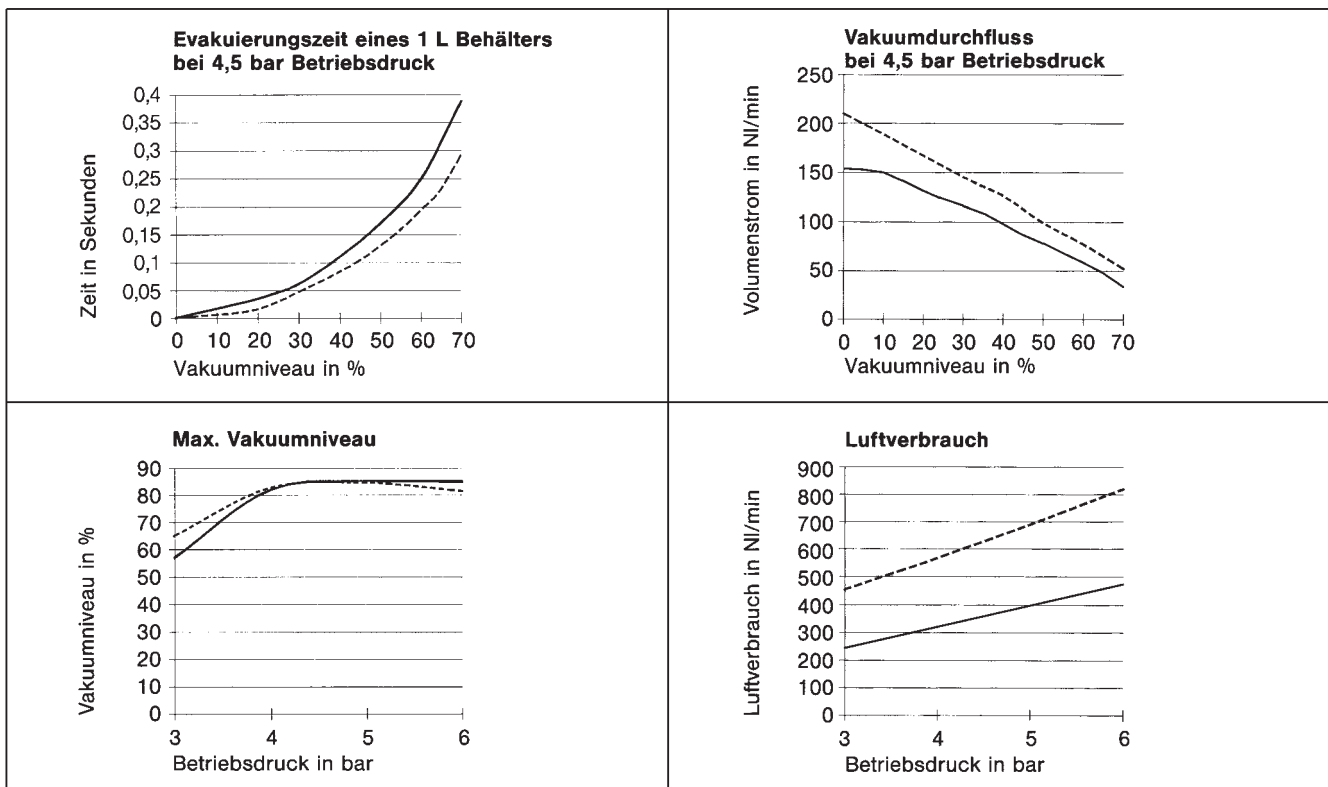 Evakuierungszeit eines 1 L Behälters
bei 4,5 bar Betriebsdruck
Zeit in Sekunden
0,4
0,35
0,3
0,25
0,2
0,15
0,1
0,05
0
0 10 20 30 40 50 60 70
Vakuumniveau in %
Vakuumdurchfluss
bei 4,5 bar Betriebsdruck
Volumenstrom in Nl/min
250
200
150
100
50
0
0 10 20 30 40 50 60 70
Vakuumniveau in %
Max. Vakuumniveau
Vakuumniveau in %
90
80
70
60
50
40
30
20
10
0
3 4 5 6
Betriebsdruck in bar
Luftverbrauch
Luftverbrauch in Nl/min
900
800
700
600
500
400
300
200
100
0
3 4 5 6
Betriebsdruck in bar